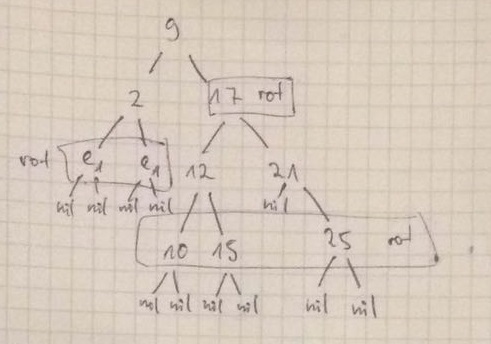 9
2 17 rot
rot e1 e1 12 21
nil nil nil nil nil
10 15 25 rot
nil nil nil nil nil nil